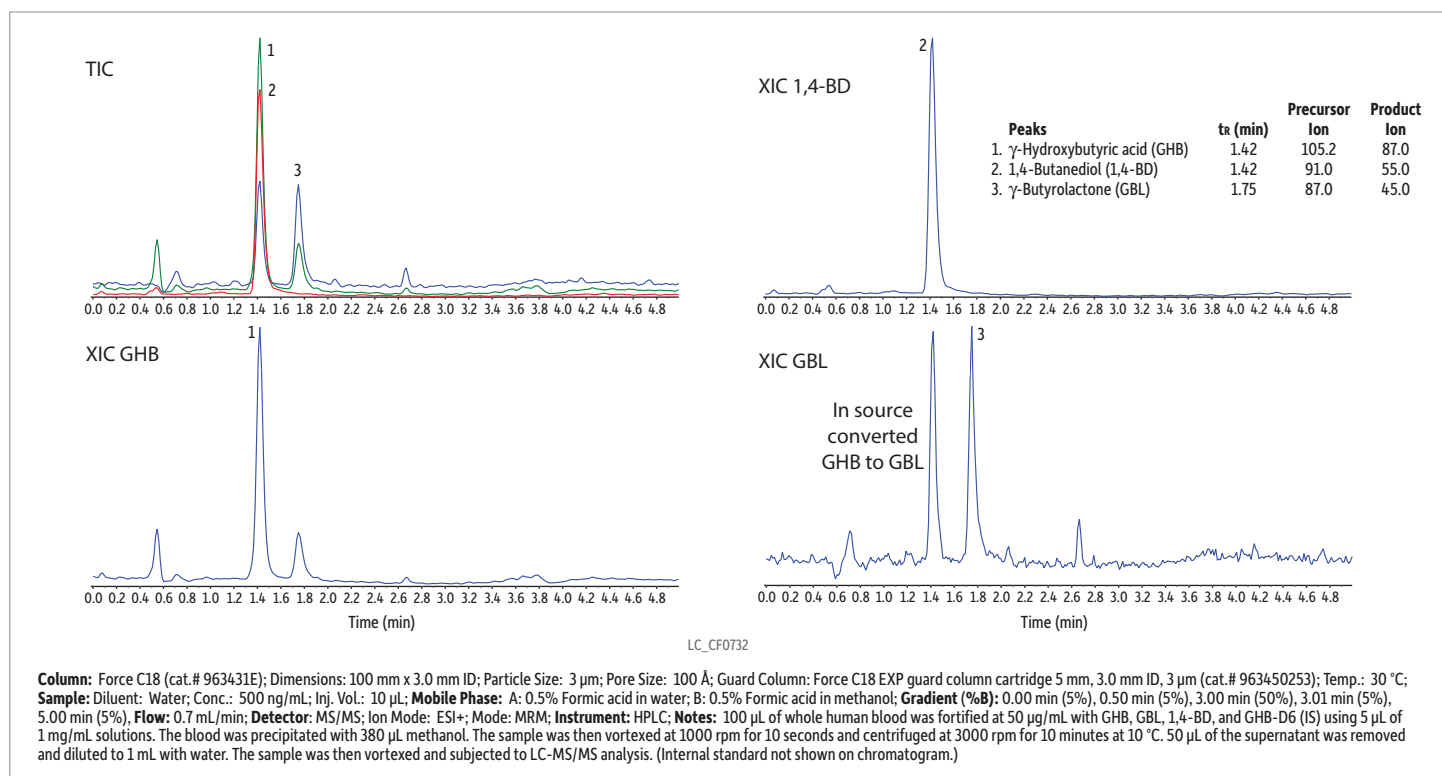 TIC
1
2
3
0.0 0.2 0.4 0.6 0.8 1.0 1.2 1.4 1.6 1.8 2.0 2.2 2.4 2.6 2.8 3.0 3.2 3.4 3.6 3.8 4.0 4.2 4.4 4.6 4.8
XIC 1,4-BD
2
Precursor Product
Peaks tR (min) Ion Ion
1. γ-Hydroxybutyric acid (GHB) 1.42 105.2 87.0
2. 1,4-Butanediol (1,4-BD) 1.42 91.0 55.0
3. γ-Butyrolactone (GBL) 1.75 87.0 45.0
0.0 0.2 0.4 0.6 0.8 1.0 1.2 1.4 1.6 1.8 2.0 2.2 2.4 2.6 2.8 3.0 3.2 3.4 3.6 3.8 4.0 4.2 4.4 4.6 4.8
XIC GHB
1
0.0 0.2 0.4 0.6 0.8 1.0 1.2 1.4 1.6 1.8 2.0 2.2 2.4 2.6 2.8 3.0 3.2 3.4 3.6 3.8 4.0 4.2 4.4 4.6 4.8
Time (min)
XIC GBL
3
In source
converted
GHB to GBL
0.0 0.2 0.4 0.6 0.8 1.0 1.2 1.4 1.6 1.8 2.0 2.2 2.4 2.6 2.8 3.0 3.2 3.4 3.6 3.8 4.0 4.2 4.4 4.6 4.8
Time (min)
LC_CF0732
Column: Force C18 (cat.# 963431E); Dimensions: 100 mm x 3.0 mm ID; Particle Size: 3 µm; Pore Size: 100 Å; Guard Column: Force C18 EXP guard column cartridge 5 mm, 3.0 mm ID, 3 µm (cat.# 963450253); Temp.: 30 °C;
Sample: Diluent: Water; Conc.: 500 ng/mL; Inj. Vol.: 10 µL; Mobile Phase: A: 0.5% Formic acid in water; B: 0.5% Formic acid in methanol; Gradient (%B): 0.00 min (5%), 0.50 min (5%), 3.00 min (50%), 3.01 min (5%),
5.00 min (5%), Flow: 0.7 mL/min; Detector: MS/MS; Ion Mode: ESI+; Mode: MRM; Instrument: HPLC; Notes: 100 µL of whole human blood was fortified at 50 µg/mL with GHB, GBL, 1,4-BD, and GHB-D6 (IS) using 5 µL of
1 mg/mL solutions. The blood was precipitated with 380 µL methanol. The sample was then vortexed at 1000 rpm for 10 seconds and centrifuged at 3000 rpm for 10 minutes at 10 °C. 50 µL of the supernatant was removed
and diluted to 1 mL with water. The sample was then vortexed and subjected to LC-MS/MS analysis. (Internal standard not shown on chromatogram.)